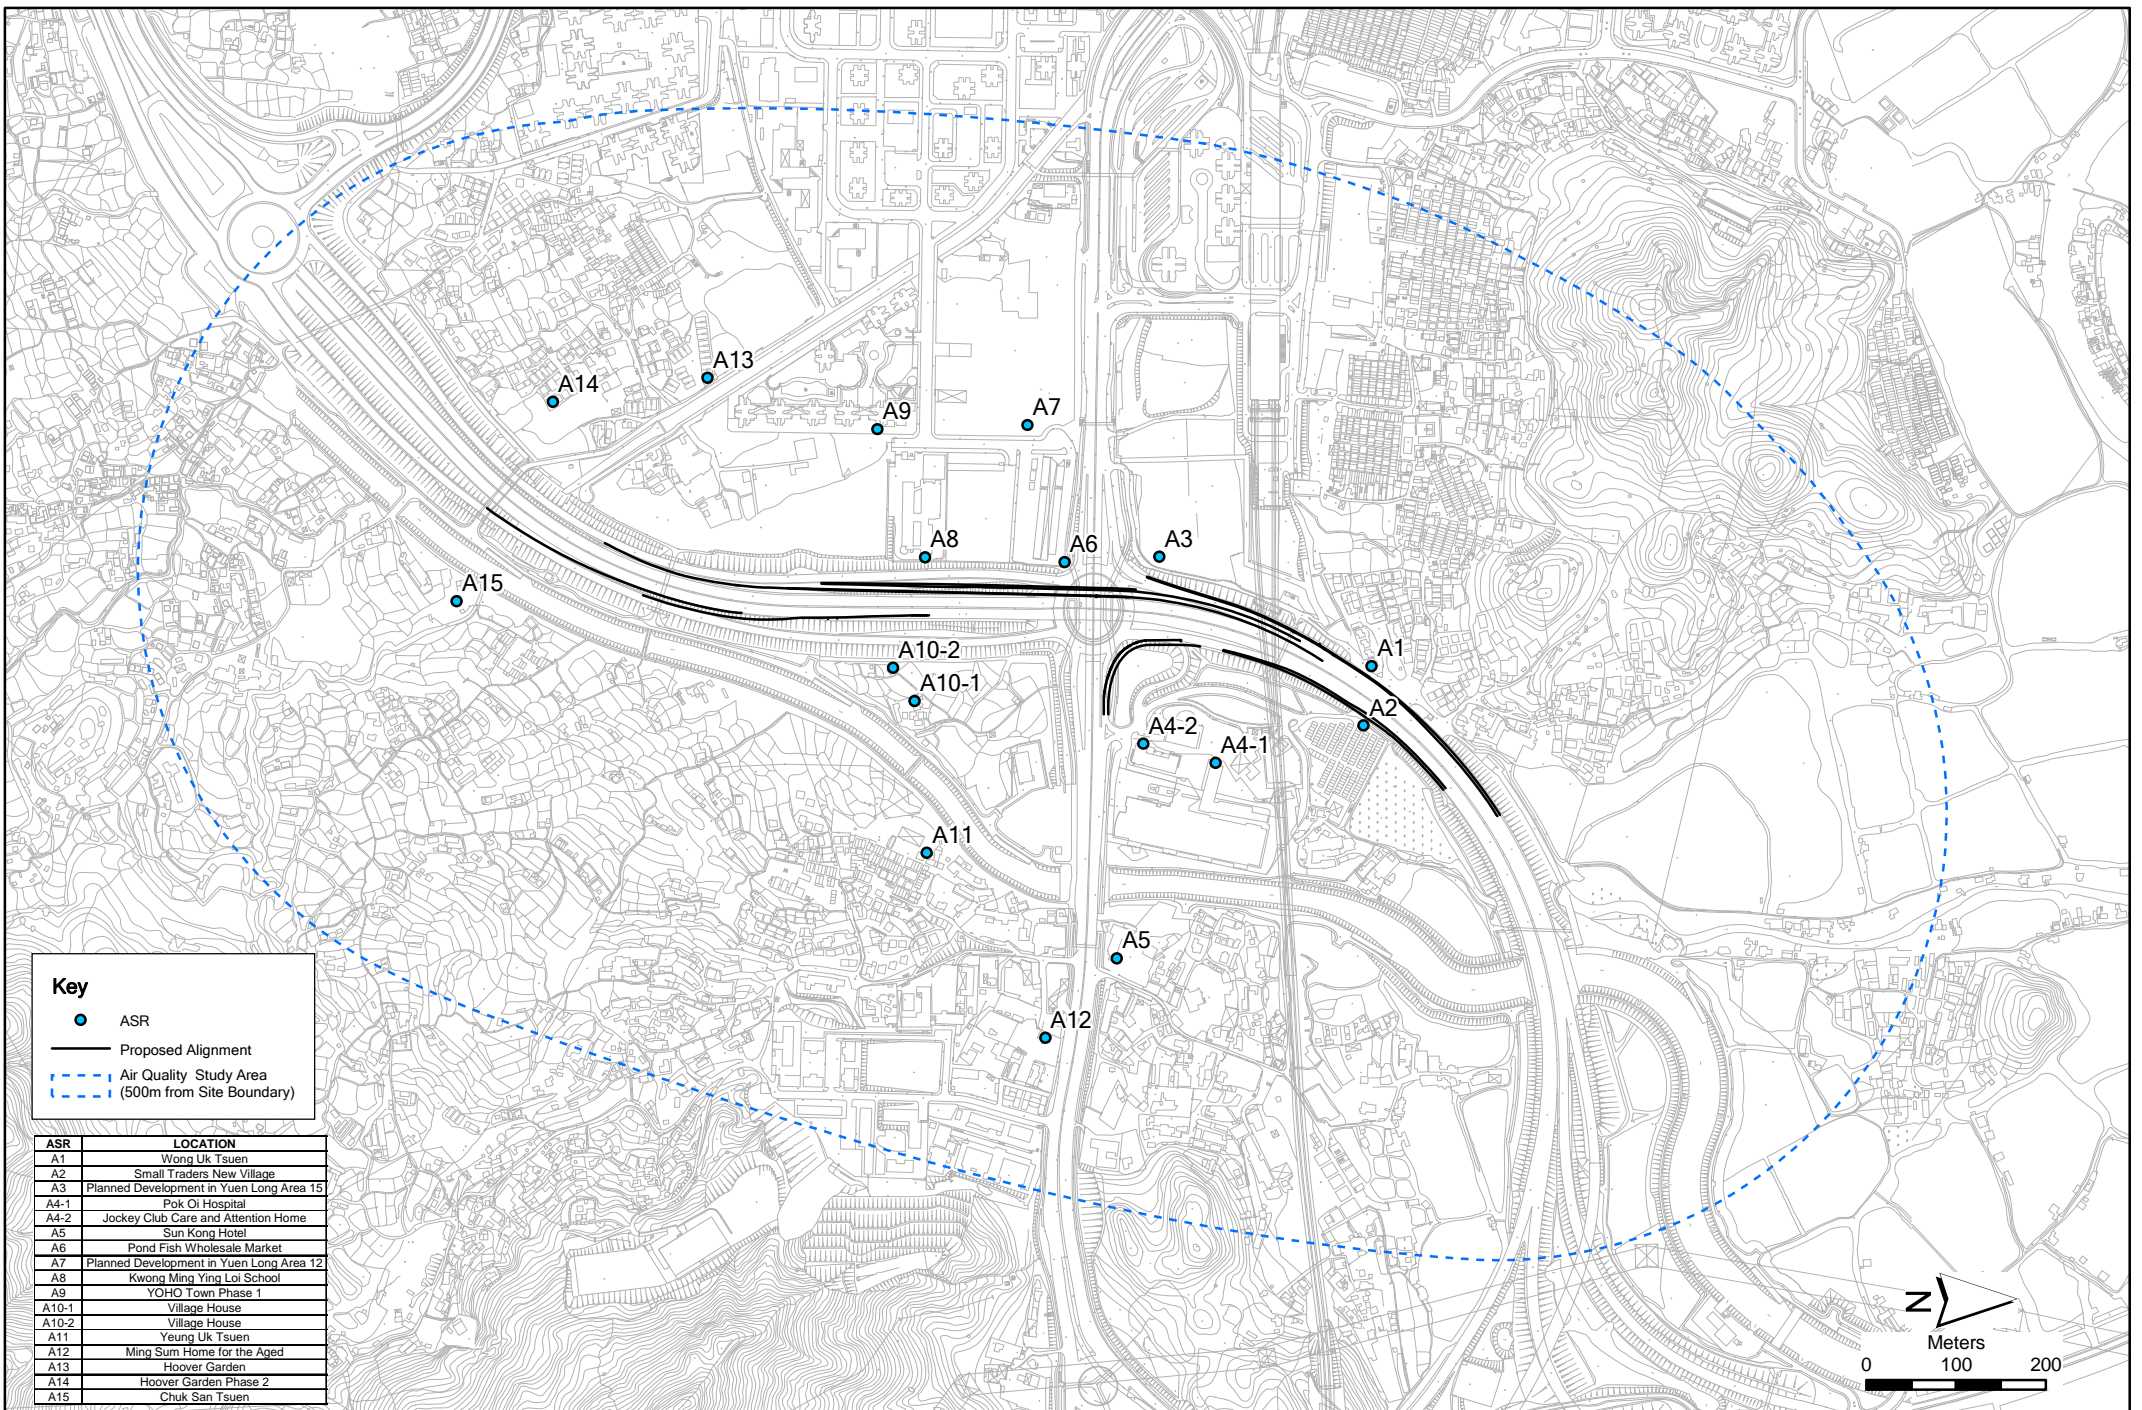 A13
A14
A9
A7
A8
A6
A3
A15
A1
A10-2
A10-1
A2
A4-2
A4-1
A11
A5
A12
Key
ASR
Proposed Alignment
Air Quality Study Area
(500m from Site Boundary)
ASR LOCATION
A1 Wong Uk Tsuen
A2 Small Traders New Village
A3 Planned Development in Yuen Long Area 15
A4-1 Pok Oi Hospital
A4-2 Jockey Club Care and Attention Home
A5 Sun Kong Hotel
A6 Pond Fish Wholesale Market
A7 Planned Development in Yuen Long Area 12
A8 Kwong Ming Ying Loi School
A9 YOHO Town Phase 1
A10-1 Village House
A10-2 Village House
A11 Yeung Uk Tsuen
A12 Ming Sum Home for the Aged
A13 Hoover Garden
A14 Hoover Garden Phase 2
A15 Chuk San Tsuen
N
Meters
0 100 200